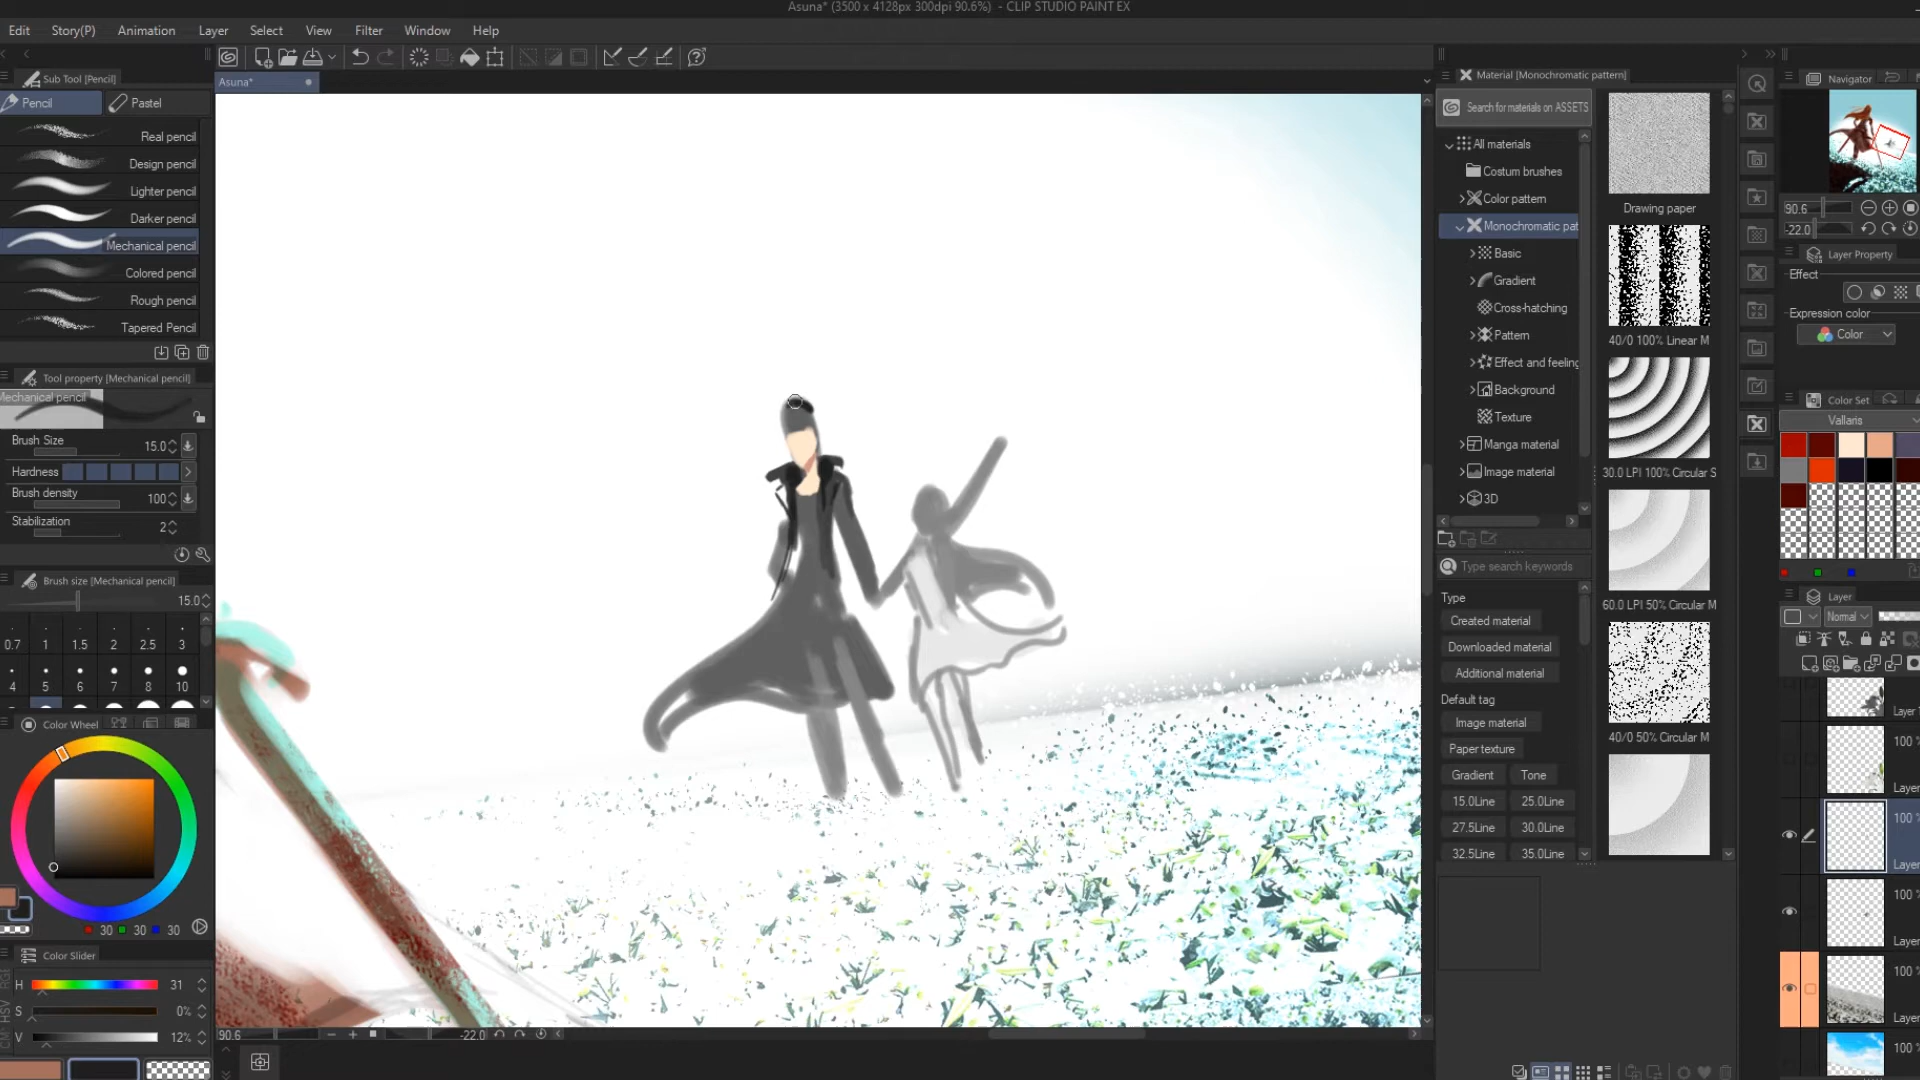 Asuna* (3500 x 4128px 300dpi 90.6%) - CLIP STUDIO PAINT EX
Edit Story(P) Animation Layer Select View Filter Window Help
Sub Tool [Pencil]
Pencil Pastel
Real pencil
Design pencil
Lighter pencil
Darker pencil
Mechanical pencil
Colored pencil
Rough pencil
Tapered Pencil
Tool property [Mechanical pencil]
Mechanical pencil
Brush Size 15.0
Hardness
Brush density 100
Stabilization 2
Brush size [Mechanical pencil]
15.0
0.7 1 1.5 2 2.5 3
4 5 6 7 8 10
Color Wheel
30 30 30
Color Slider
H 31
S 0%
V 12%
Asuna*
90.6 -22.0
Material [Monochromatic pattern]
Search for materials on ASSETS
All materials
Costum brushes
Color pattern
Monochromatic pat
Basic
Gradient
Cross-hatching
Pattern
Effect and feeling
Background
Texture
Manga material
Image material
3D
Type search keywords
Type
Created material
Downloaded material
Additional material
Default tag
Image material
Paper texture
Gradient Tone
15.0Line 25.0Line
27.5Line 30.0Line
32.5Line 35.0Line
Drawing paper
40/0 100% Linear M
30.0 LPI 100% Circular S
60.0 LPI 50% Circular M
40/0 50% Circular M
Navigator
90.6
-22.0
Layer Property
Effect
Expression color
Color
Color Set
Vallaris
Layer
Normal
Layer
100 %
Layer
100 %
Layer
100 %
Layer
100 %
Layer
100 %